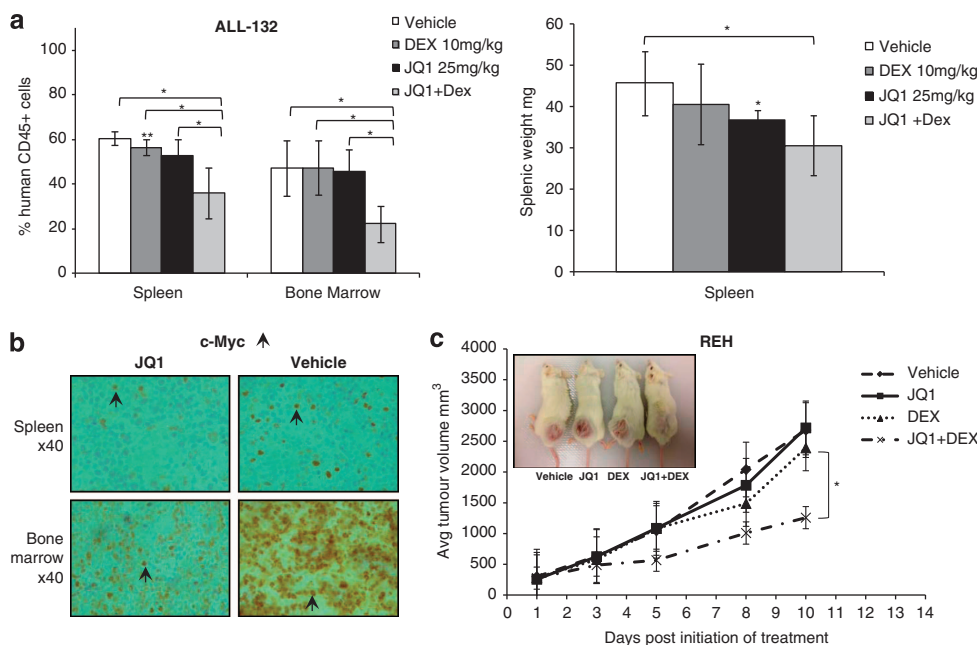 a
ALL-132
% human CD45+ cells
100
80
60
40
20
0
*
*
**
*
*
*
*
Spleen
Bone Marrow
Vehicle
DEX 10mg/kg
JQ1 25mg/kg
JQ1+Dex
Splenic weight mg
60
50
40
30
20
10
0
*
*
Spleen
Vehicle
DEX 10mg/kg
JQ1 25mg/kg
JQ1 +Dex
b
c-Myc
JQ1
Vehicle
Spleen
x40
Bone
marrow
x40
c
REH
Avg tumour volume mm³
4000
3500
3000
2500
2000
1500
1000
500
0
Vehicle JQ1 DEX JQ1+DEX
Vehicle
JQ1
DEX
JQ1+DEX
*
0 1 2 3 4 5 6 7 8 9 10 11 12 13 14
Days post initiation of treatment